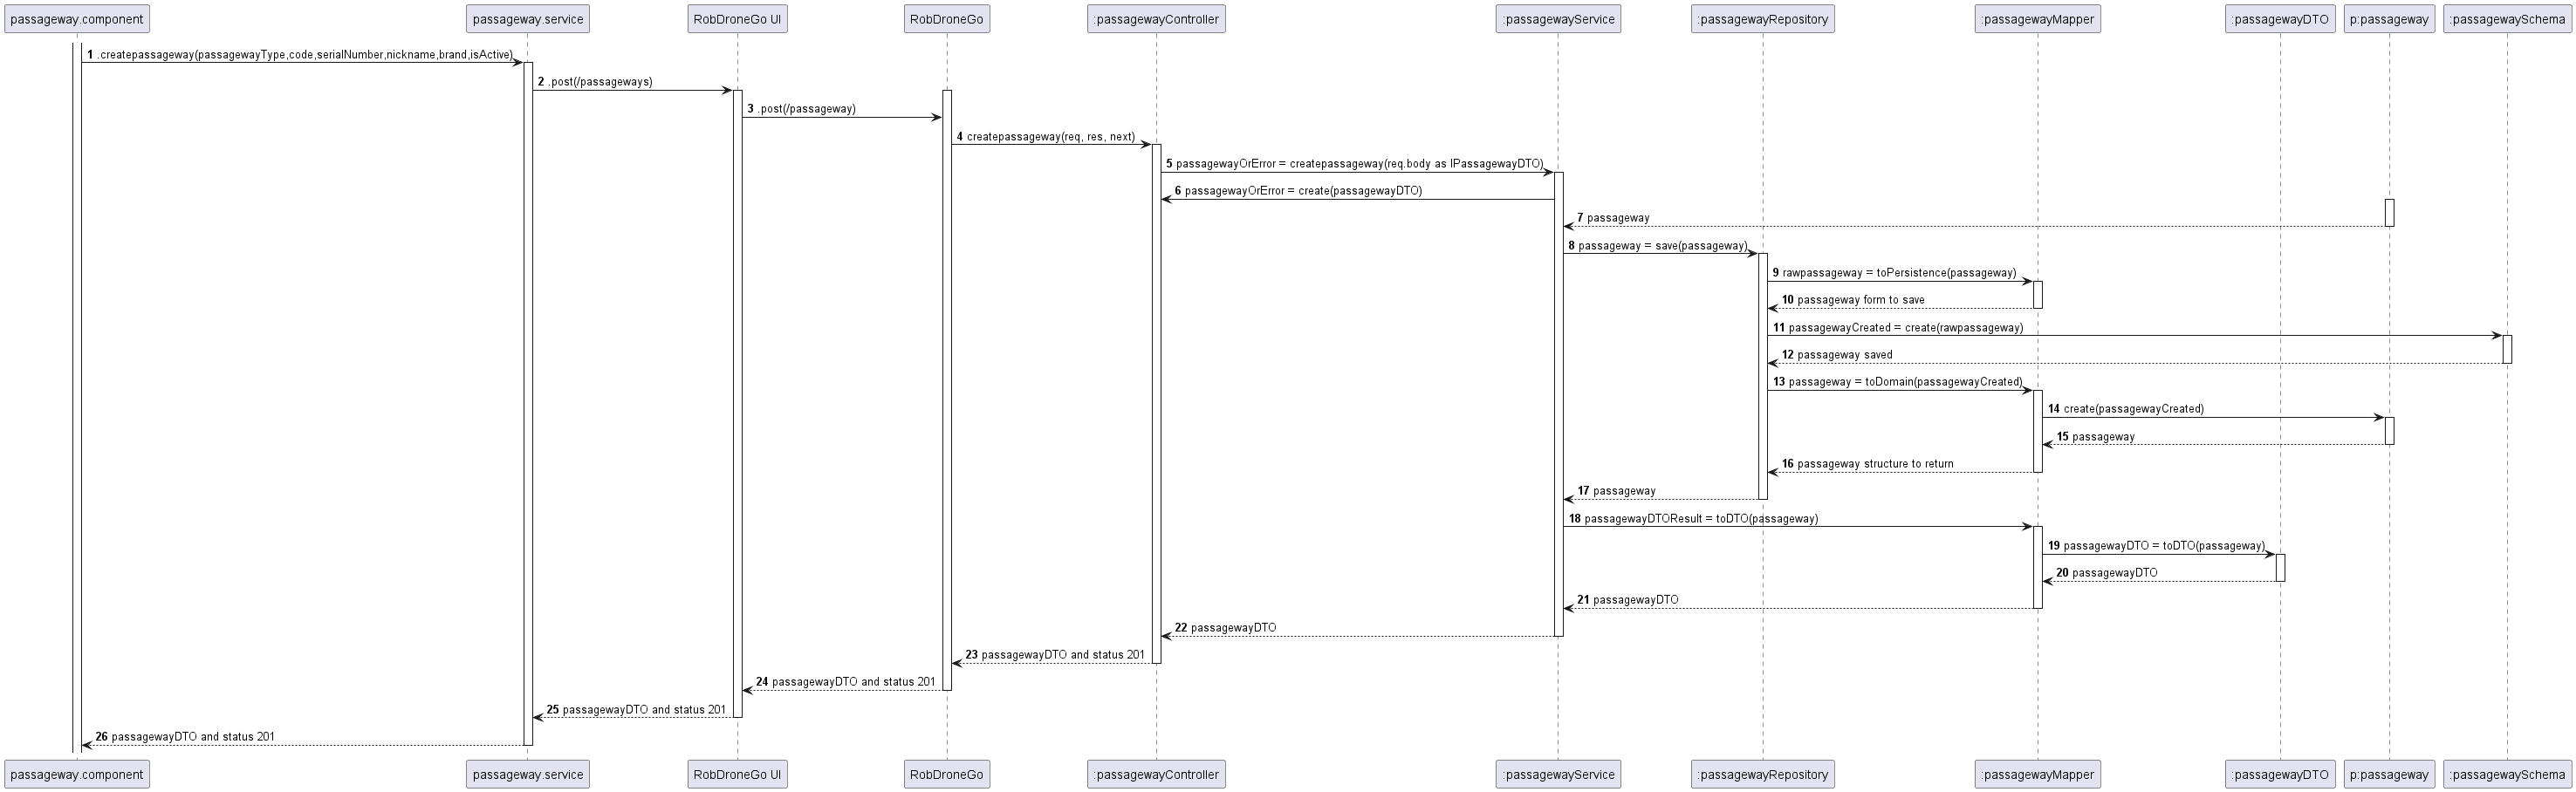 passageway.component
passageway.service
RobDroneGo UI
RobDroneGo
:passagewayController
:passagewayService
:passagewayRepository
:passagewayMapper
:passagewayDTO
p:passageway
:passagewaySchema
1 .createpassageway(passagewayType,code,serialNumber,nickname,brand,isActive)
2 .post(/passageways)
3 .post(/passageway)
4 createpassageway(req, res, next)
5 passagewayOrError = createpassageway(req.body as IPassagewayDTO)
6 passagewayOrError = create(passagewayDTO)
7 passageway
8 passageway = save(passageway)
9 rawpassageway = toPersistence(passageway)
10 passageway form to save
11 passagewayCreated = create(rawpassageway)
12 passageway saved
13 passageway = toDomain(passagewayCreated)
14 create(passagewayCreated)
15 passageway
16 passageway structure to return
17 passageway
18 passagewayDTOResult = toDTO(passageway)
19 passagewayDTO = toDTO(passageway)
20 passagewayDTO
21 passagewayDTO
22 passagewayDTO
23 passagewayDTO and status 201
24 passagewayDTO and status 201
25 passagewayDTO and status 201
26 passagewayDTO and status 201
passageway.component
passageway.service
RobDroneGo UI
RobDroneGo
:passagewayController
:passagewayService
:passagewayRepository
:passagewayMapper
:passagewayDTO
p:passageway
:passagewaySchema